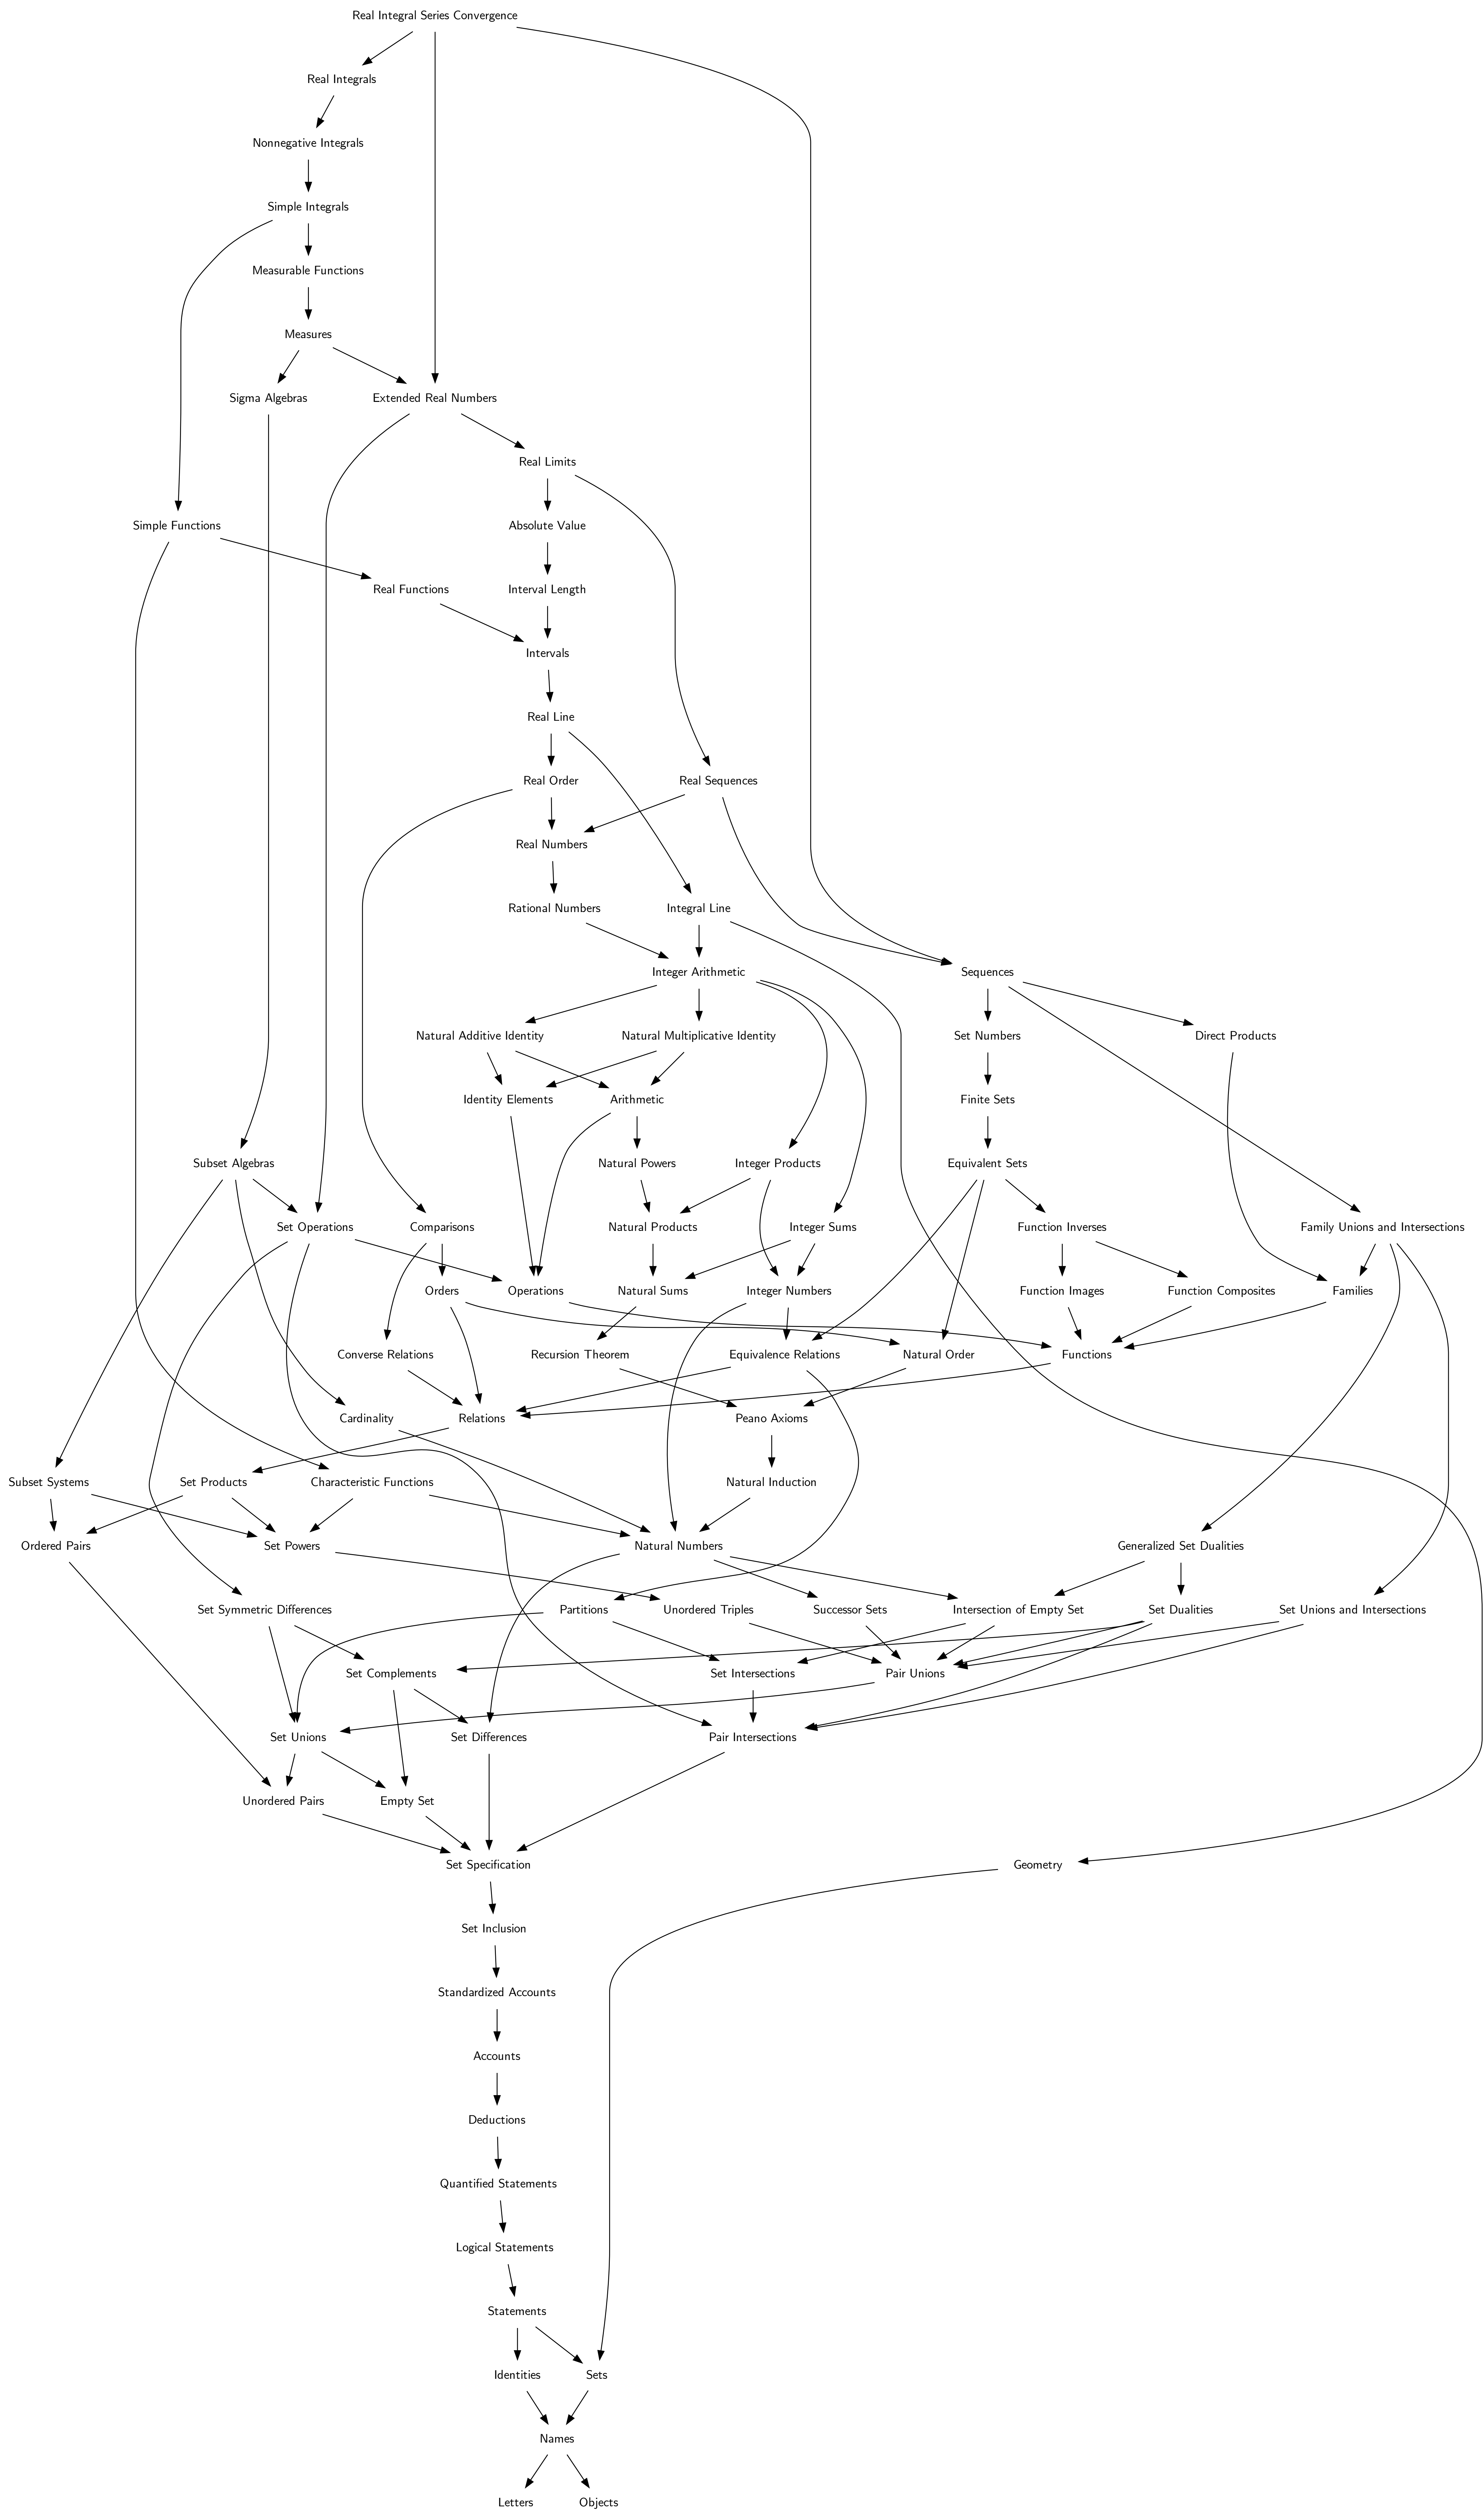 Real Integral Series Convergence
Real Integrals
Nonnegative Integrals
Simple Integrals
Measurable Functions
Measures
Sigma Algebras
Extended Real Numbers
Real Limits
Simple Functions
Absolute Value
Real Functions
Interval Length
Intervals
Real Line
Real Order
Real Sequences
Real Numbers
Rational Numbers
Integral Line
Integer Arithmetic
Sequences
Natural Additive Identity
Natural Multiplicative Identity
Set Numbers
Direct Products
Identity Elements
Arithmetic
Finite Sets
Subset Algebras
Natural Powers
Integer Products
Equivalent Sets
Set Operations
Comparisons
Natural Products
Integer Sums
Function Inverses
Family Unions and Intersections
Orders
Operations
Natural Sums
Integer Numbers
Function Images
Function Composites
Families
Converse Relations
Recursion Theorem
Equivalence Relations
Natural Order
Functions
Cardinality
Relations
Peano Axioms
Subset Systems
Set Products
Characteristic Functions
Natural Induction
Ordered Pairs
Set Powers
Natural Numbers
Generalized Set Dualities
Set Symmetric Differences
Partitions
Unordered Triples
Successor Sets
Intersection of Empty Set
Set Dualities
Set Unions and Intersections
Set Complements
Set Intersections
Pair Unions
Set Unions
Set Differences
Pair Intersections
Unordered Pairs
Empty Set
Set Specification
Geometry
Set Inclusion
Standardized Accounts
Accounts
Deductions
Quantified Statements
Logical Statements
Statements
Identities
Sets
Names
Letters
Objects